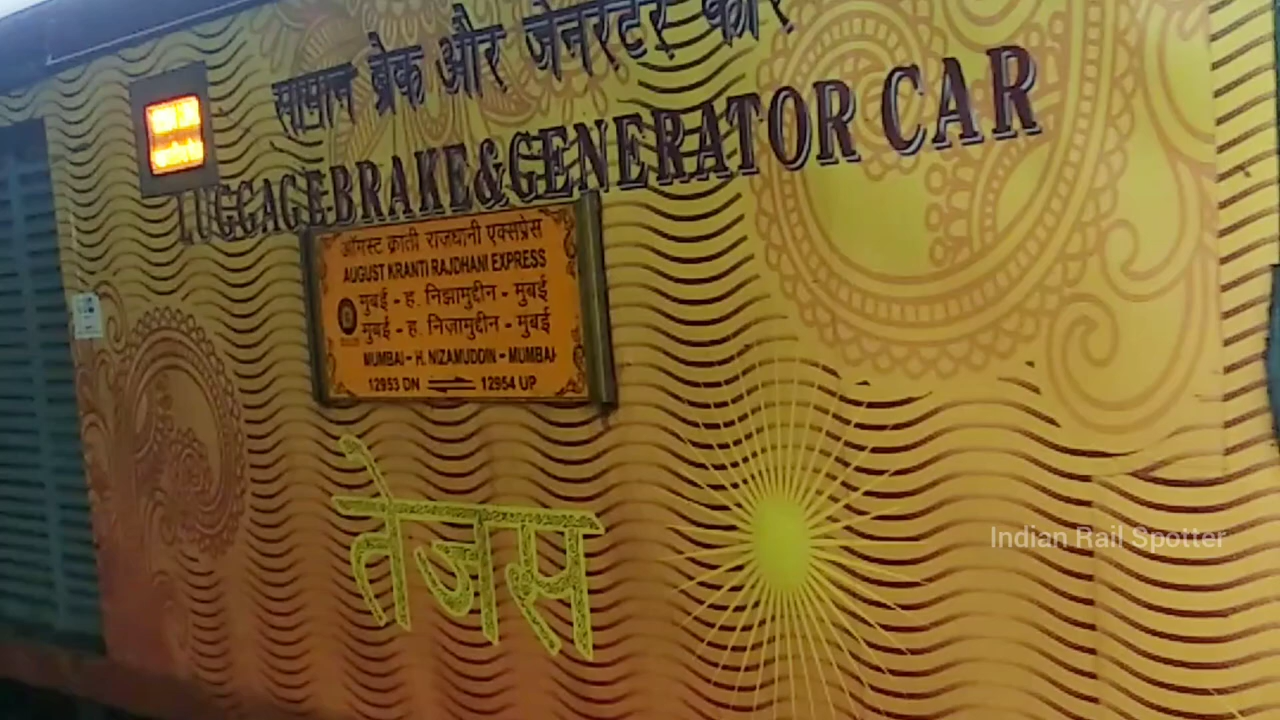 सामान ब्रेक और जेनरेटर कार
LUGGAGE BRAKE & GENERATOR CAR
ऑगस्ट क्रांती राजधानी एक्सप्रेस
AUGUST KRANTI RAJDHANI EXPRESS
मुंबई - ह. निझामुद्दीन - मुंबई
मुंबई - ह. निज़ामुद्दीन - मुंबई
MUMBAI - H. NIZAMUDDIN - MUMBAI
12953 DN ⇌ 12954 UP
तेजस
Indian Rail Spotter